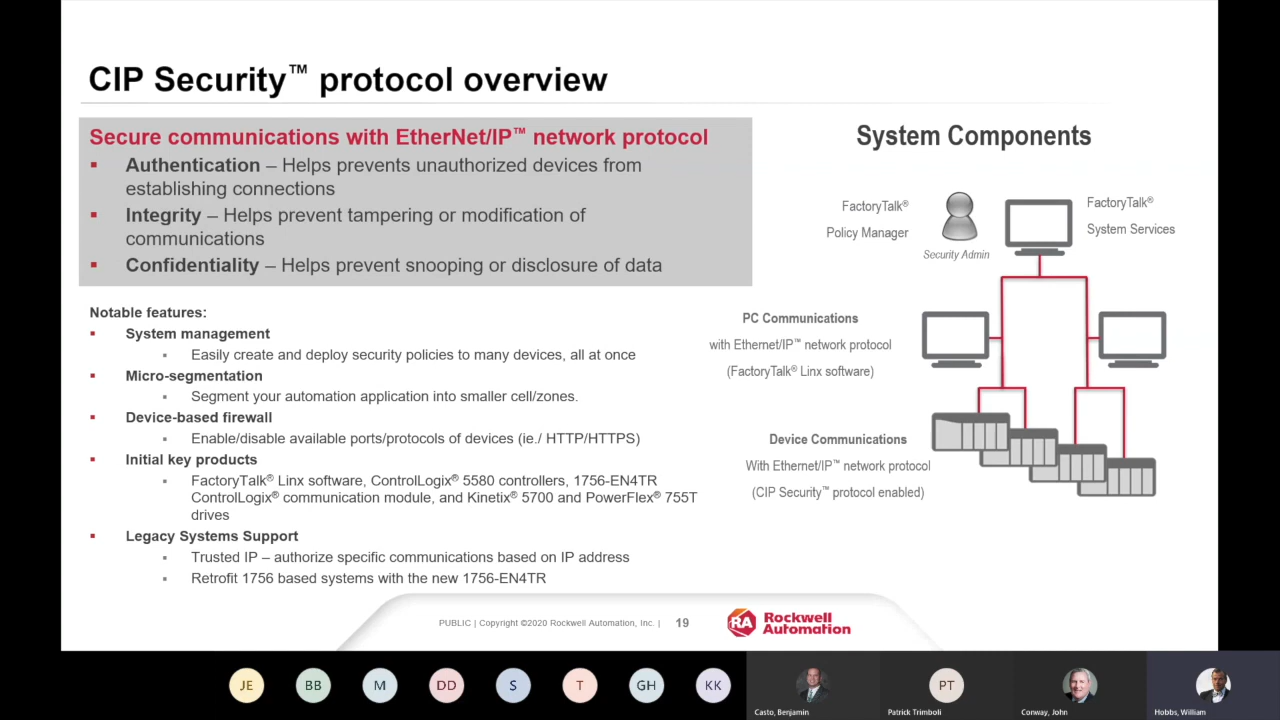 CIP Security™ protocol overview
Secure communications with EtherNet/IP™ network protocol
▪ Authentication – Helps prevents unauthorized devices from
establishing connections
▪ Integrity – Helps prevent tampering or modification of
communications
▪ Confidentiality – Helps prevent snooping or disclosure of data
Notable features:
▪ System management
▪ Easily create and deploy security policies to many devices, all at once
▪ Micro-segmentation
▪ Segment your automation application into smaller cell/zones.
▪ Device-based firewall
▪ Enable/disable available ports/protocols of devices (ie./ HTTP/HTTPS)
▪ Initial key products
▪ FactoryTalk® Linx software, ControlLogix® 5580 controllers, 1756-EN4TR
ControlLogix® communication module, and Kinetix® 5700 and PowerFlex® 755T
drives
▪ Legacy Systems Support
▪ Trusted IP – authorize specific communications based on IP address
▪ Retrofit 1756 based systems with the new 1756-EN4TR
System Components
FactoryTalk®
Policy Manager
Security Admin
FactoryTalk®
System Services
PC Communications
with Ethernet/IP™ network protocol
(FactoryTalk® Linx software)
Device Communications
With Ethernet/IP™ network protocol
(CIP Security™ protocol enabled)
PUBLIC | Copyright ©2020 Rockwell Automation, Inc. | 19
RA Rockwell
Automation
JE BB M DD S T GH KK PT
Casto, Benjamin Patrick Trimboli Conway, John Hobbs, William